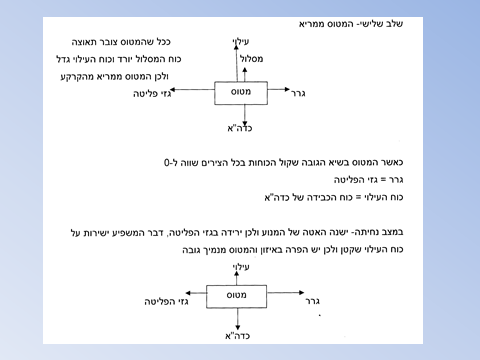 שלב שלישי- המטוס ממריא
ככל שהמטוס צובר תאוצה
כוח המסלול יורד וכוח העילוי גדל
ולכן המטוס ממריא מהקרקע
עילוי
מסלול
גזי פליטה
מטוס
גרר
כדה"א
כאשר המטוס בשיא הגובה שקול הכוחות בכל הצירים שווה ל-0
גרר = גזי הפליטה
כוח העילוי = כוח הכבידה של כדה"א
במצב נחיתה- ישנה האטה של המנוע ולכן ירידה בגזי הפליטה, דבר המשפיע ישירות על
כוח העילוי שקטן ולכן יש הפרה באיזון והמטוס מנמיך גובה
עילוי
גזי הפליטה
מטוס
גרר
כדה"א